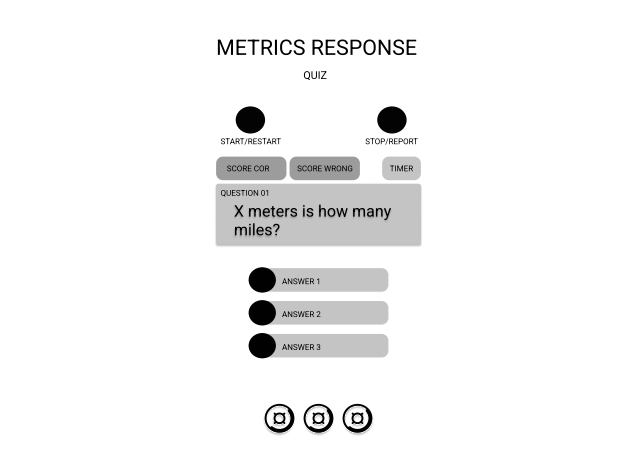 METRICS RESPONSE
QUIZ
START/RESTART
STOP/REPORT
SCORE COR
SCORE WRONG
TIMER
QUESTION 01
X meters is how many
miles?
ANSWER 1
ANSWER 2
ANSWER 3